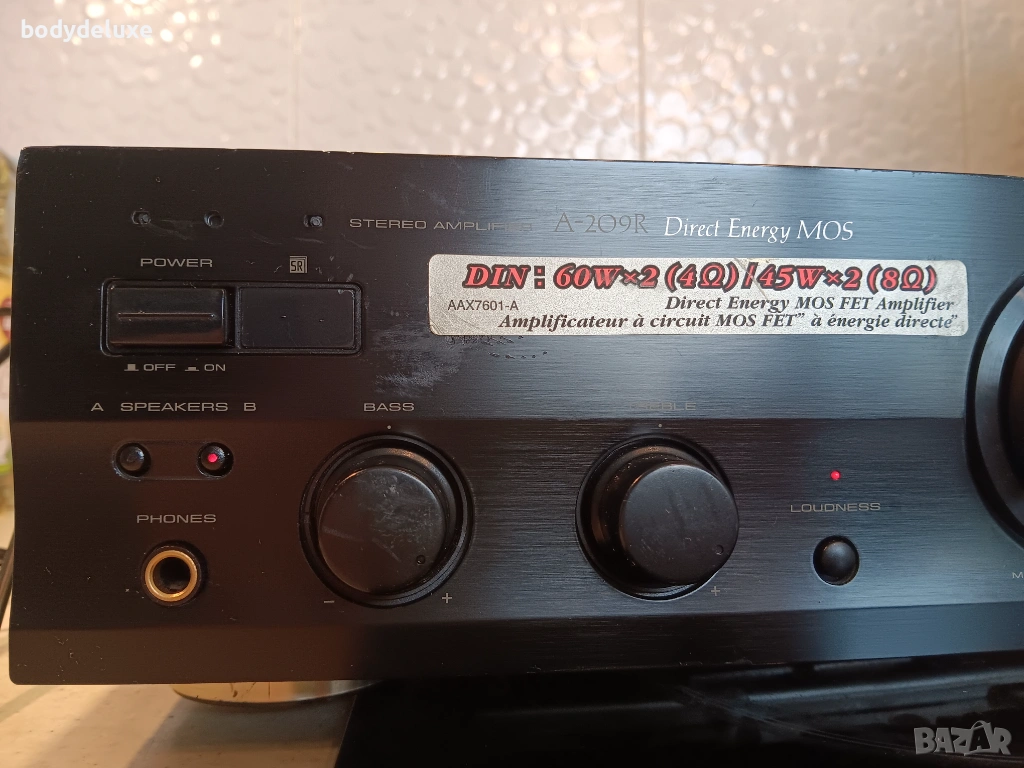 bodydeluxe
STEREO AMPLIFIER A-209R Direct Energy MOS
POWER SR
DIN: 60W×2 (4Ω) / 45W×2 (8Ω)
AAX7601-A Direct Energy MOS FET Amplifier
Amplificateur à circuit MOS FET" à énergie directe"
OFF ON
A SPEAKERS B
BASS
PHONES
LOUDNESS
− +
+
BAZAR